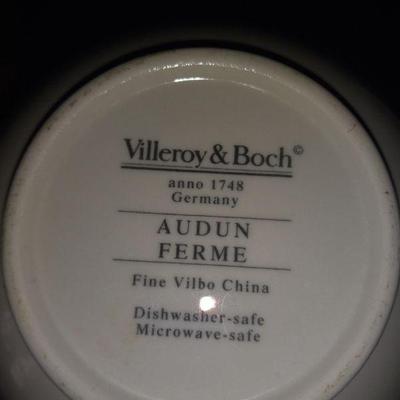 Villeroy & Boch©
anno 1748
Germany
AUDUN
FERME
Fine Vilbo China
Dishwasher-safe
Microwave-safe